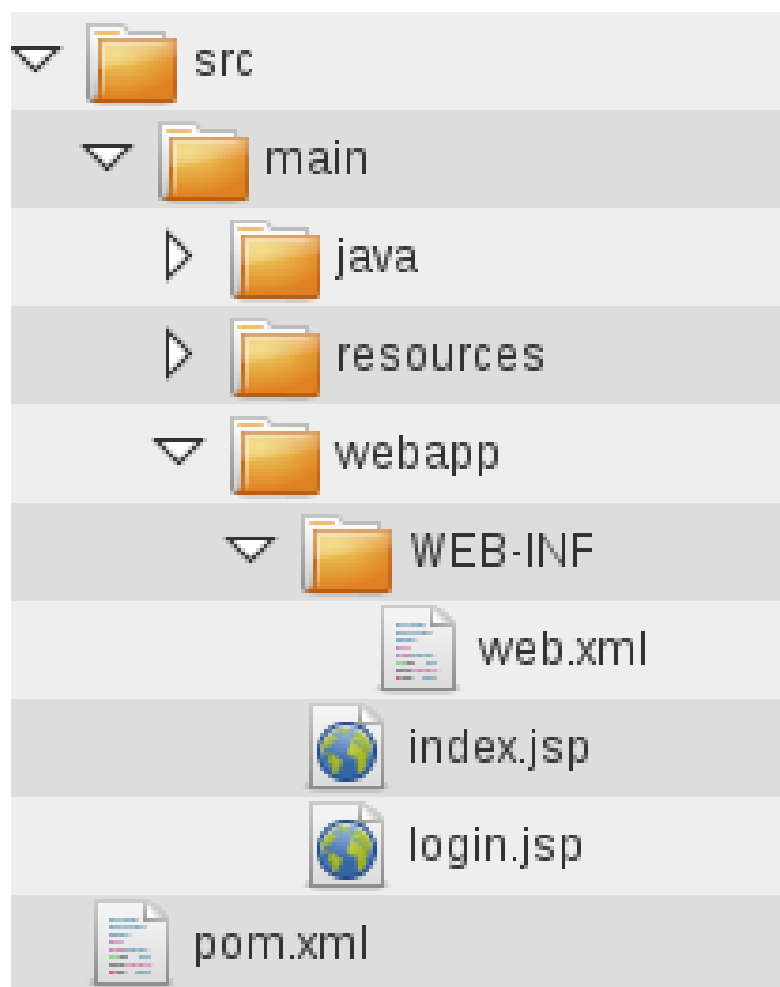 src
main
java
resources
webapp
WEB-INF
web.xml
index.jsp
login.jsp
pom.xml